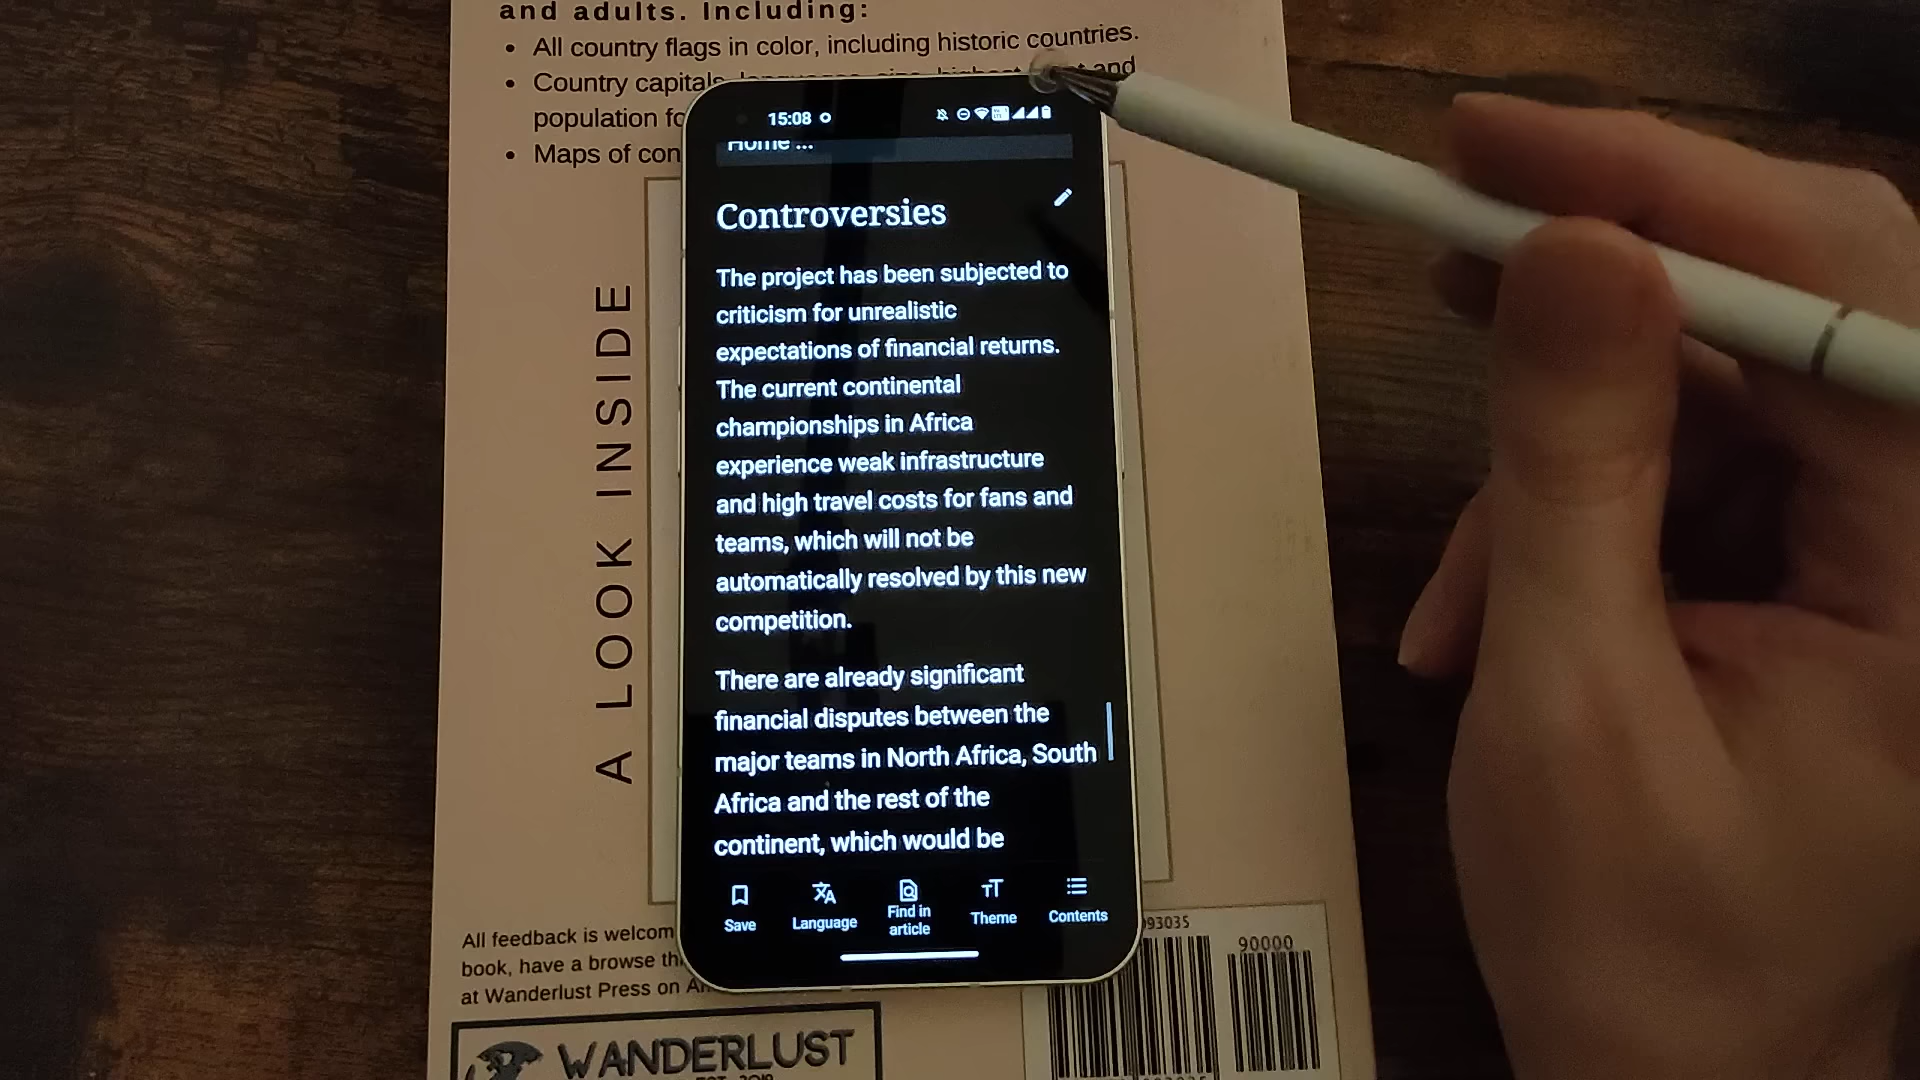 and adults. Including:
• All country flags in color, including historic countries.
• Country capitals, and
population fo
• Maps of con
A LOOK INSIDE
15:08
Home ...
Controversies
The project has been subjected to
criticism for unrealistic
expectations of financial returns.
The current continental
championships in Africa
experience weak infrastructure
and high travel costs for fans and
teams, which will not be
automatically resolved by this new
competition.
There are already significant
financial disputes between the
major teams in North Africa, South
Africa and the rest of the
continent, which would be
Save
Language
Find in
article
Theme
Contents
All feedback is welcom
book, have a browse th
at Wanderlust Press on Am
93035
90000
WANDERLUST